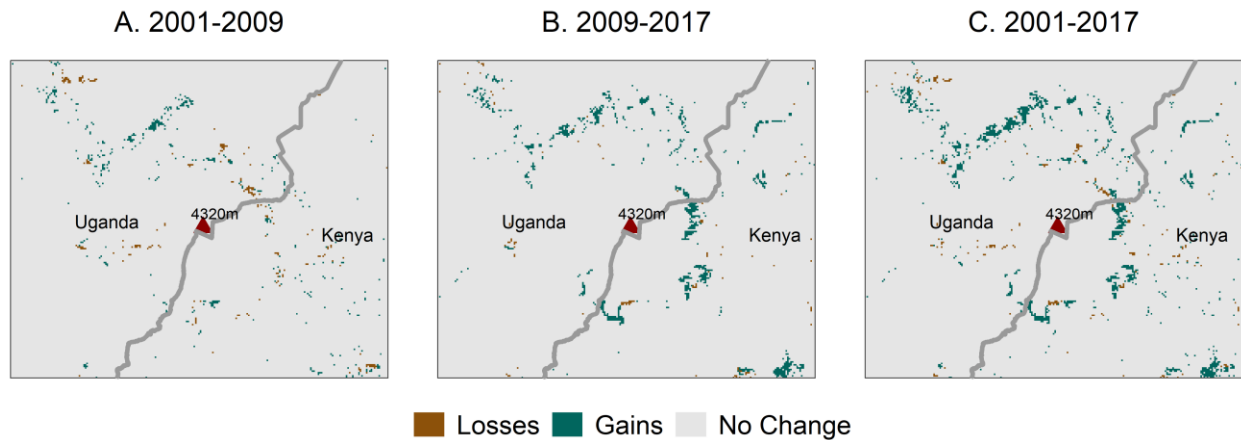 A. 2001-2009
B. 2009-2017
C. 2001-2017
4320m
Uganda
Kenya
4320m
Uganda
Kenya
4320m
Uganda
Kenya
Losses Gains No Change